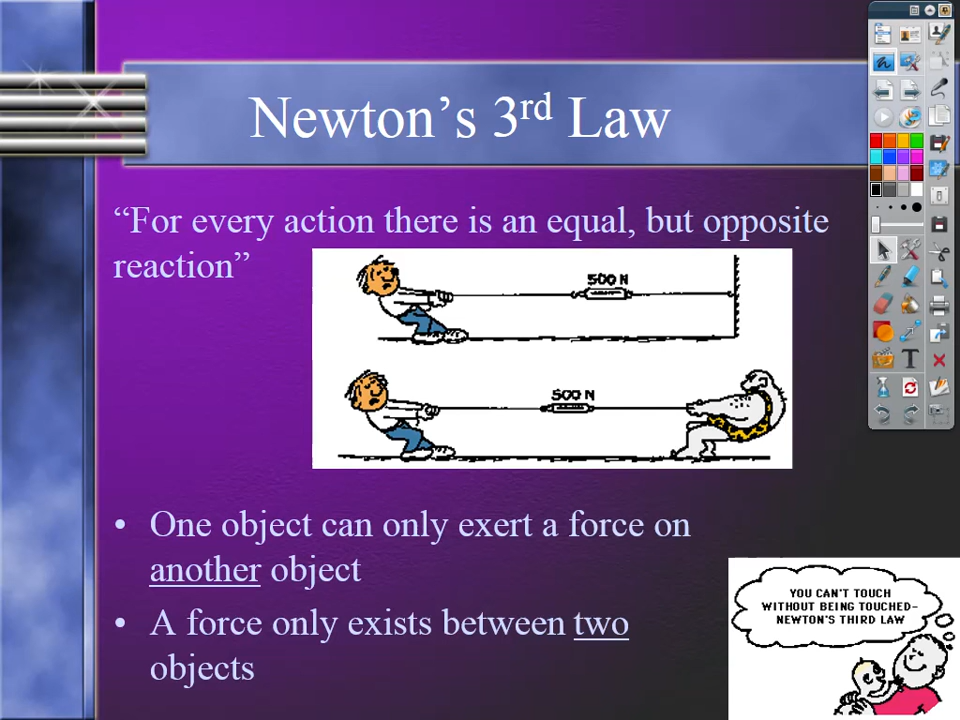 Newton’s 3rd Law
“For every action there is an equal, but opposite
reaction”
500 N
500 N
• One object can only exert a force on
another object
• A force only exists between two
objects
YOU CAN'T TOUCH
WITHOUT BEING TOUCHED-
NEWTON'S THIRD LAW
T